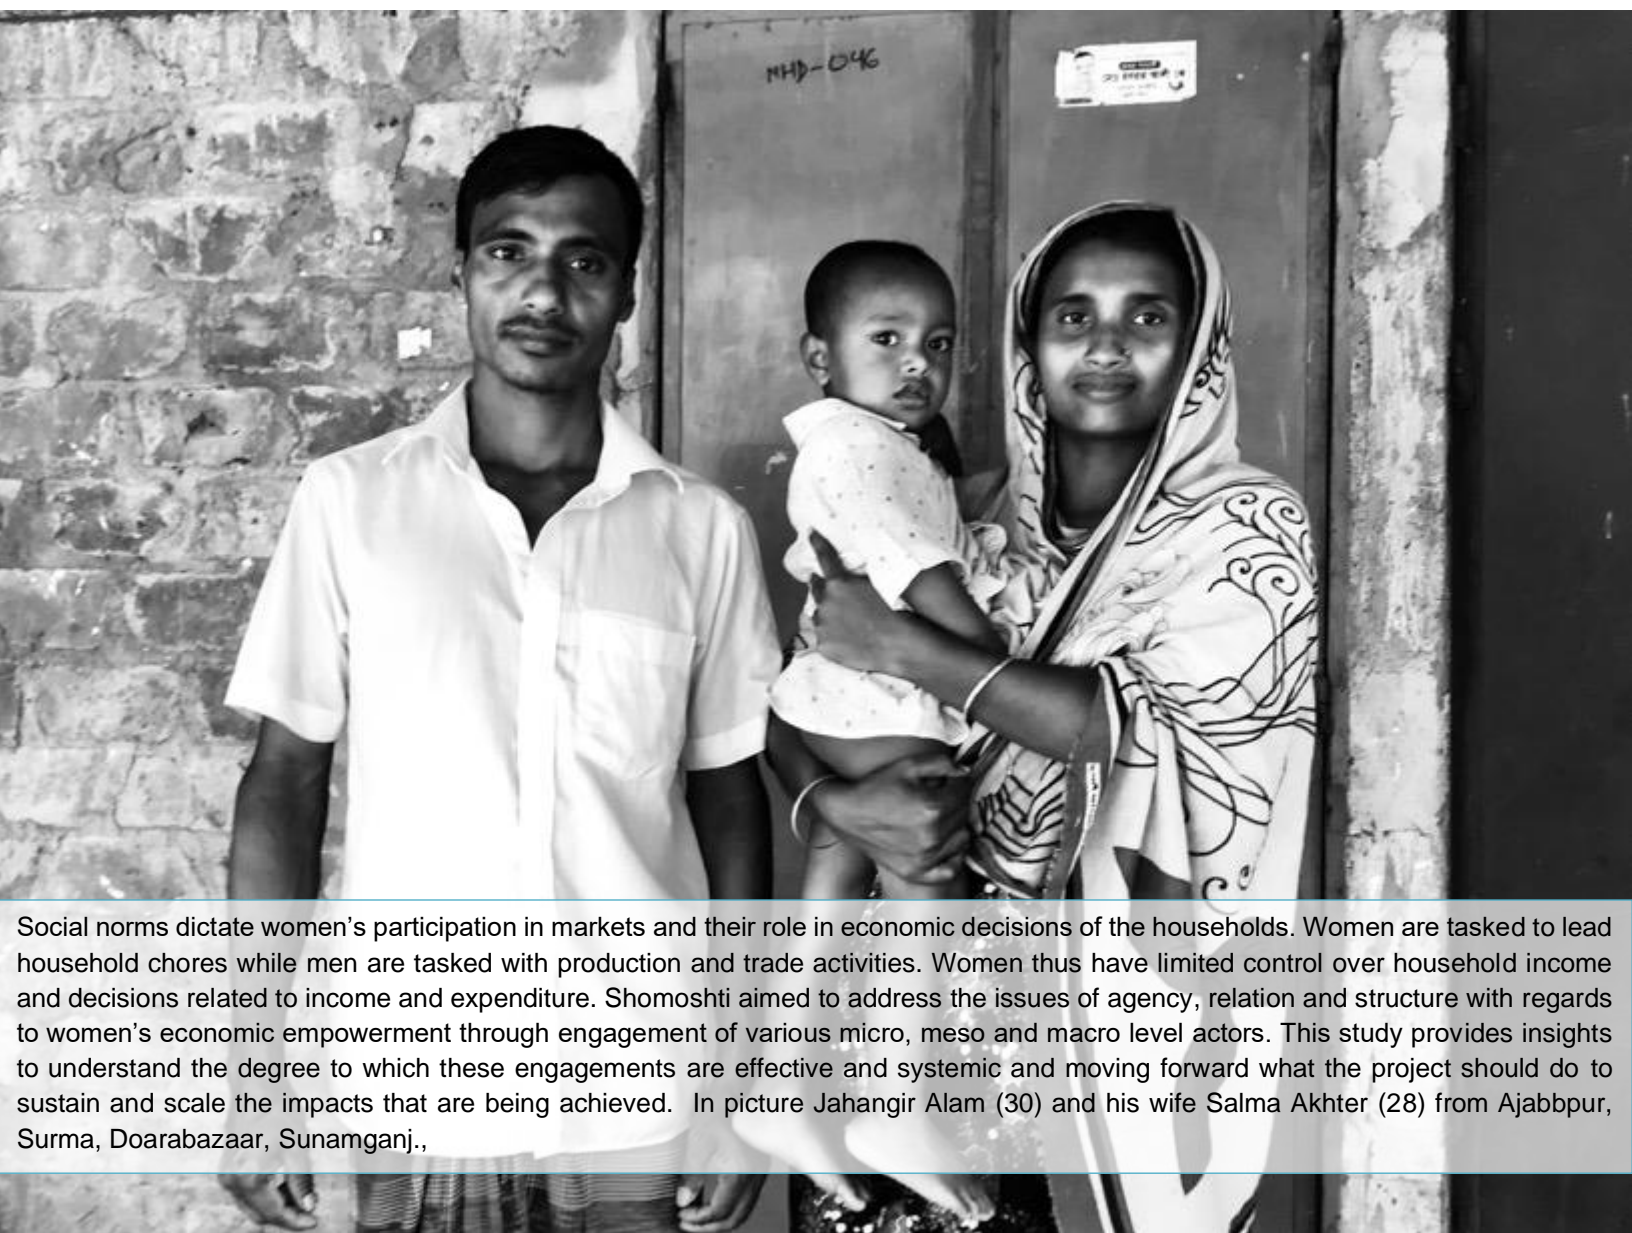 MHD-046
Social norms dictate women’s participation in markets and their role in economic decisions of the households. Women are tasked to lead
household chores while men are tasked with production and trade activities. Women thus have limited control over household income
and decisions related to income and expenditure. Shomoshti aimed to address the issues of agency, relation and structure with regards
to women’s economic empowerment through engagement of various micro, meso and macro level actors. This study provides insights
to understand the degree to which these engagements are effective and systemic and moving forward what the project should do to
sustain and scale the impacts that are being achieved.  In picture Jahangir Alam (30) and his wife Salma Akhter (28) from Ajabbpur,
Surma, Doarabazaar, Sunamganj.,